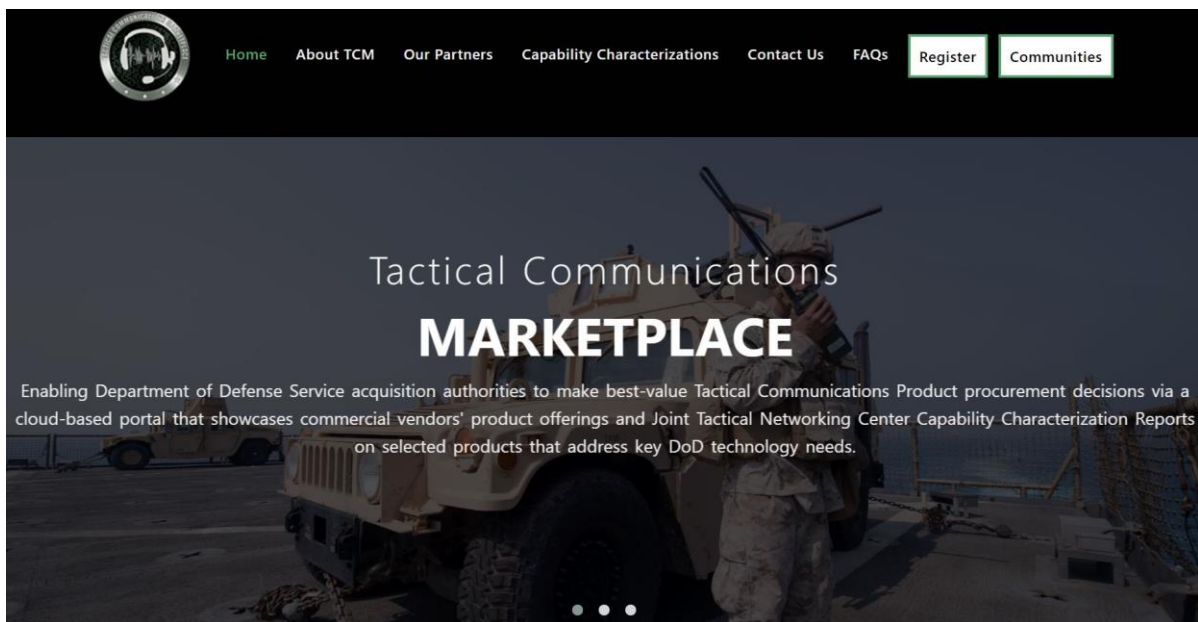 Home About TCM Our Partners Capability Characterizations Contact Us FAQs Register Communities
Tactical Communications
MARKETPLACE
Enabling Department of Defense Service acquisition authorities to make best-value Tactical Communications Product procurement decisions via a
cloud-based portal that showcases commercial vendors' product offerings and Joint Tactical Networking Center Capability Characterization Reports
on selected products that address key DoD technology needs.